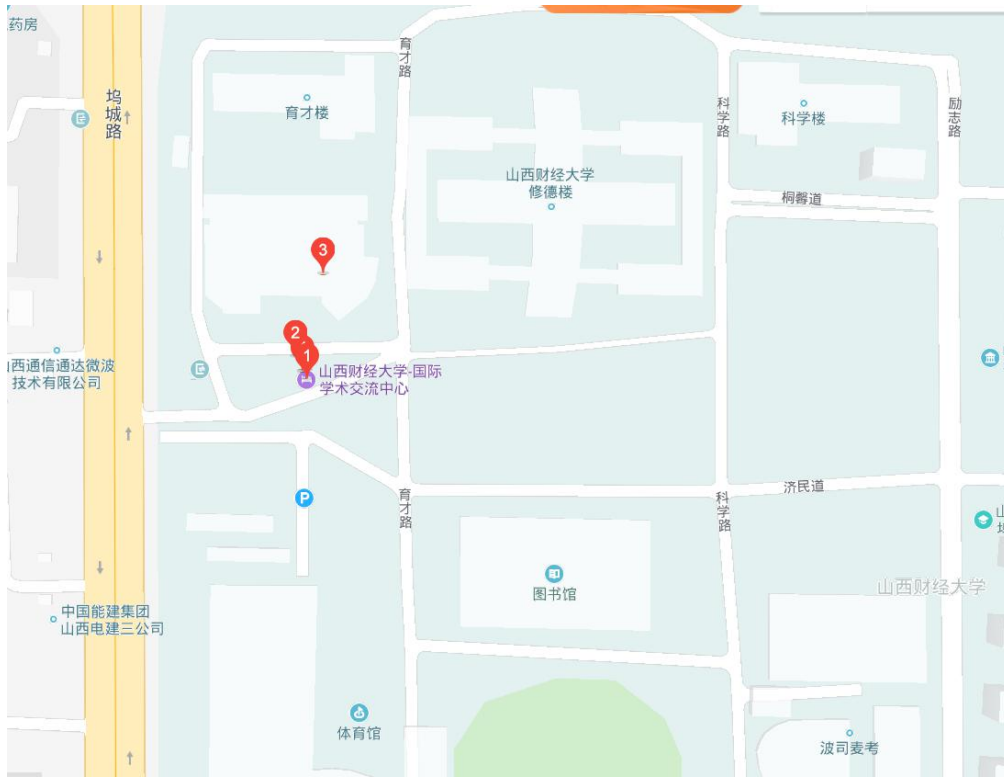 药房
坞城路
育才路
育才楼
科学路
科学楼
励志路
山西财经大学
修德楼
桐馨道
3
2
1
山西通信通达微波
技术有限公司
山西财经大学-国际
学术交流中心
P
育才路
科学路
济民道
图书馆
山西财经大学
中国能建集团
山西电建三公司
体育馆
波司麦考